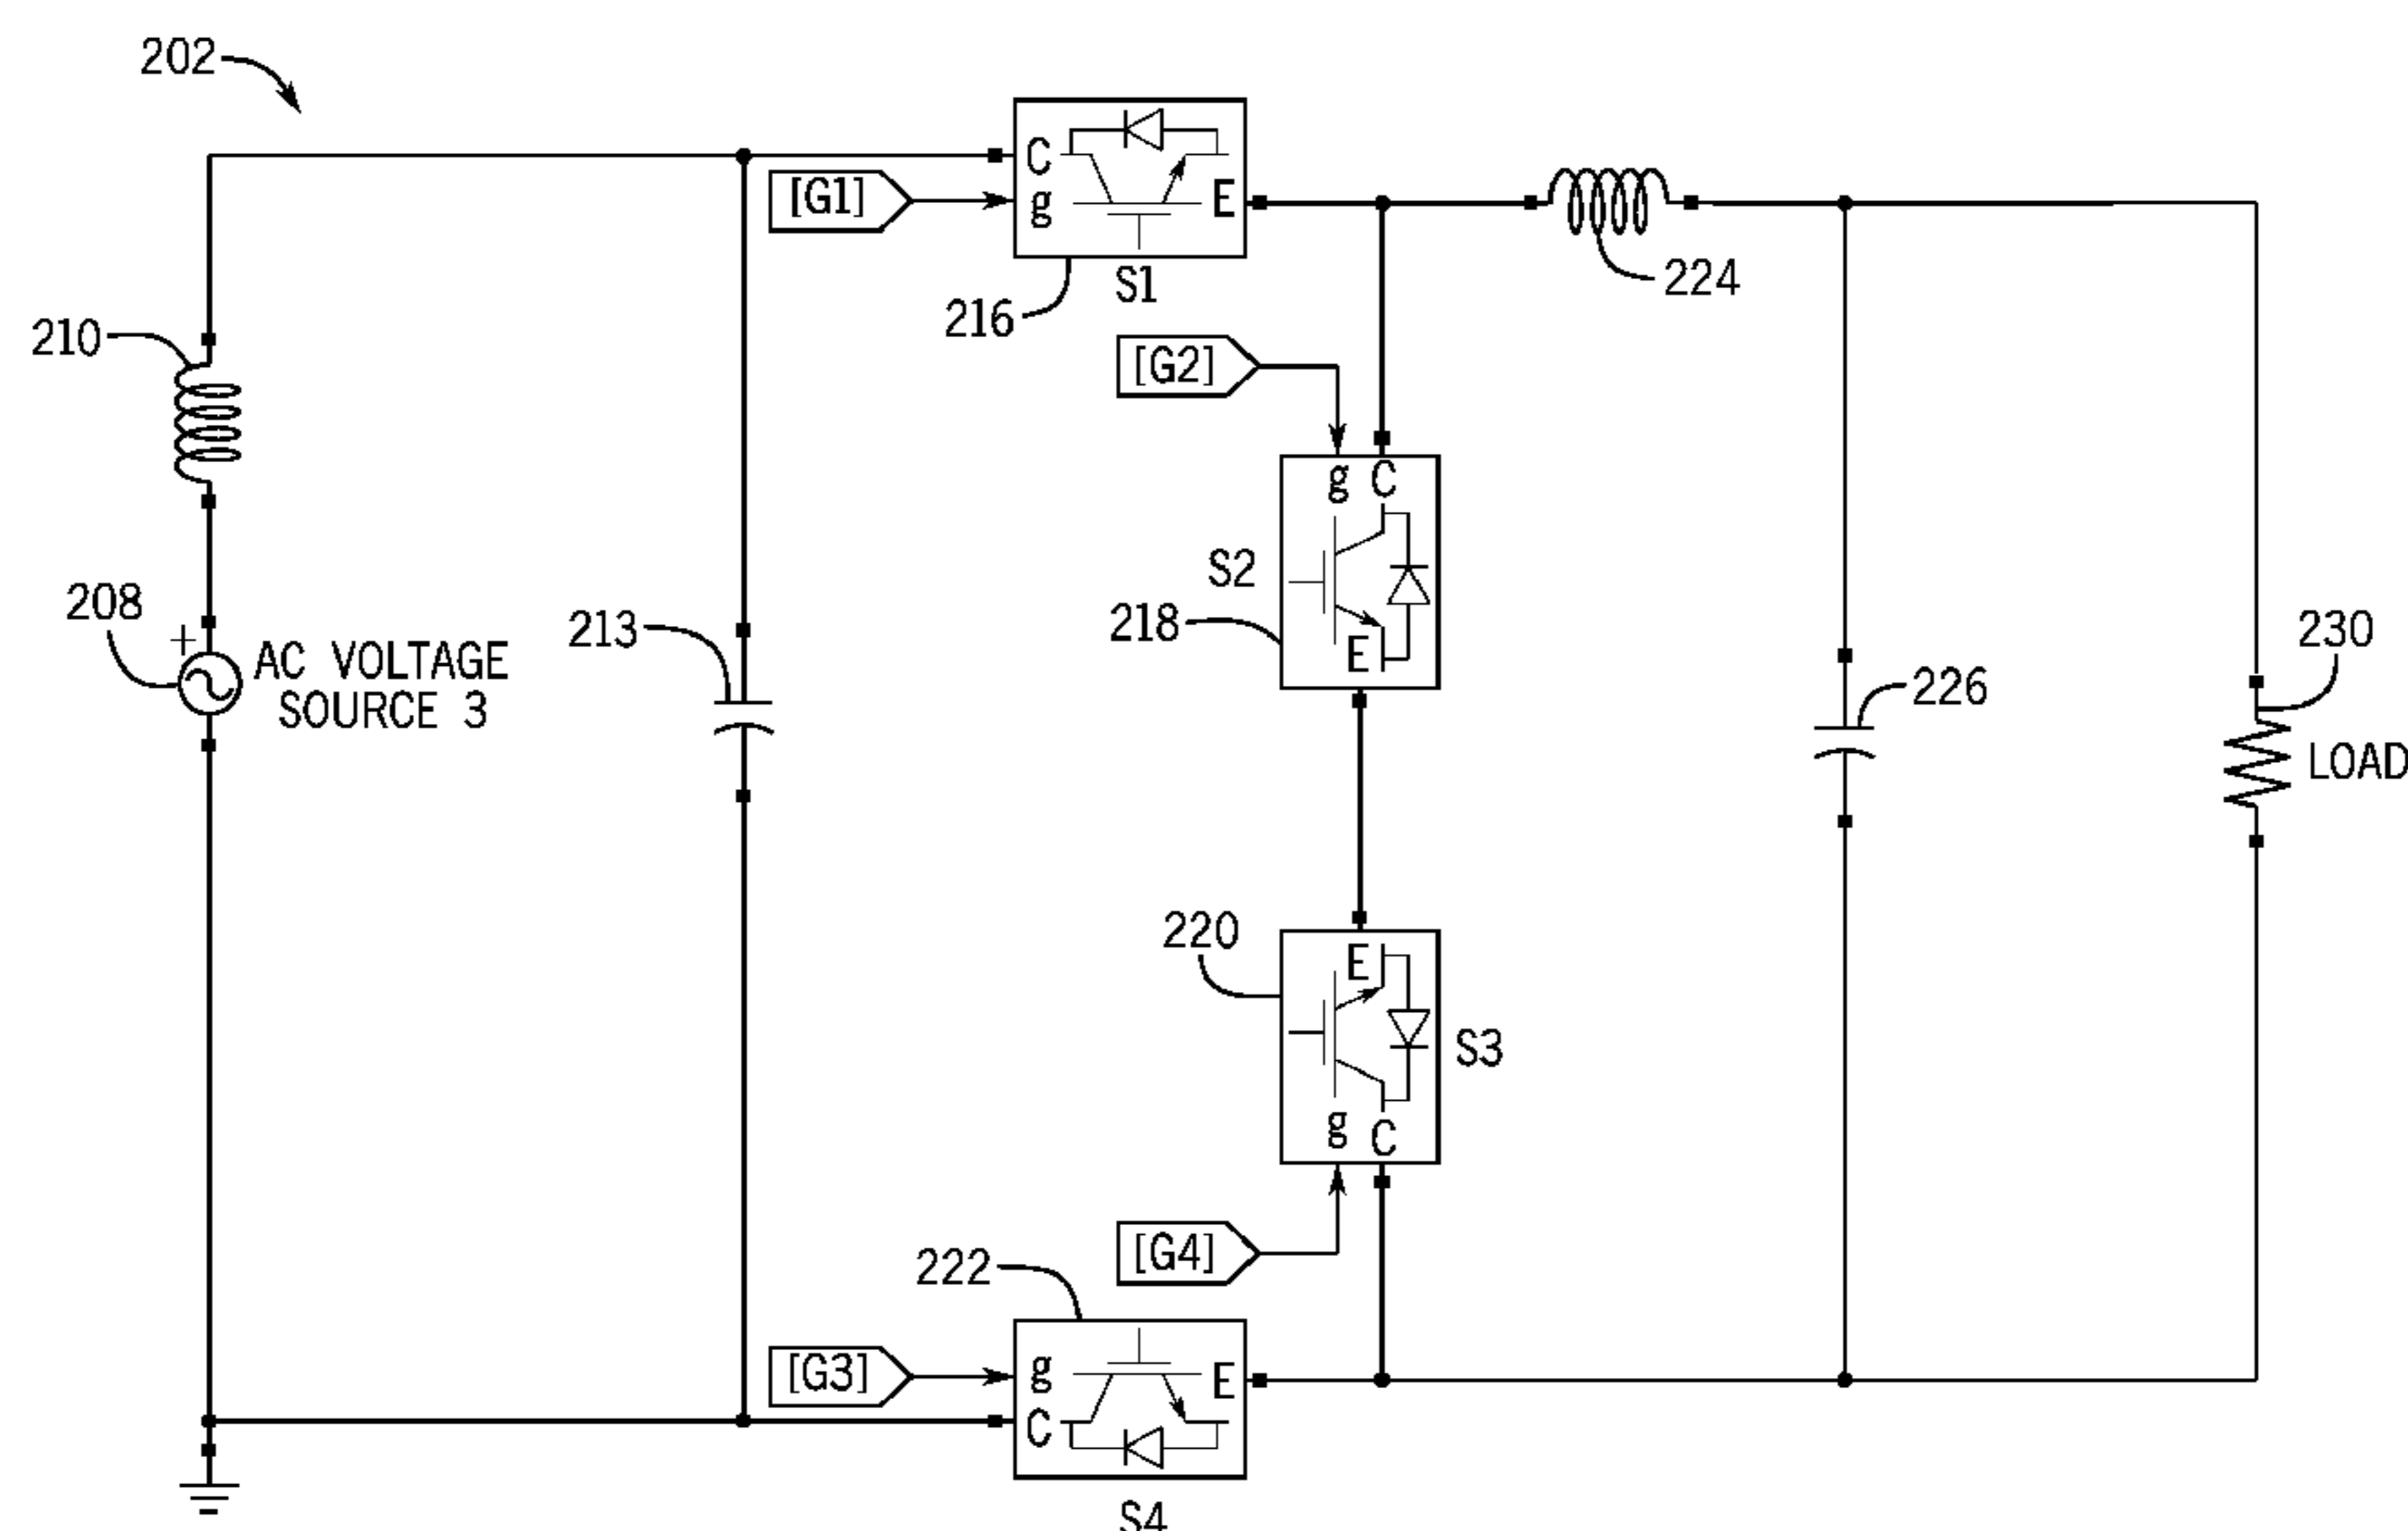 202
C
[G1]
g
E
S1
216
224
210
[G2]
g C
S2
218
E
208
+
AC VOLTAGE
SOURCE 3
213
230
226
LOAD
220
E
S3
g C
[G4]
222
[G3]
g
E
C
S4